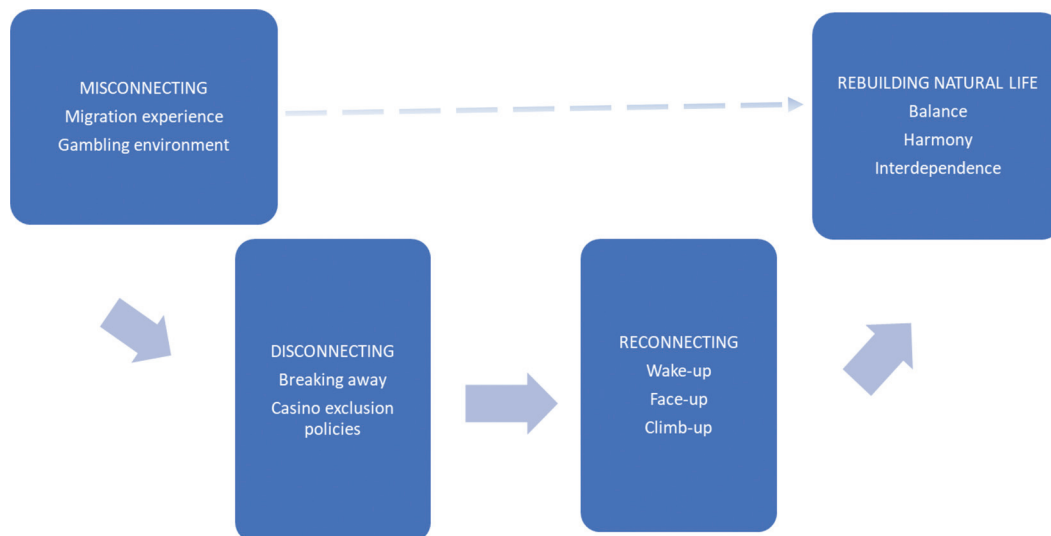 MISCONNECTING
Migration experience
Gambling environment
REBUILDING NATURAL LIFE
Balance
Harmony
Interdependence
DISCONNECTING
Breaking away
Casino exclusion
policies
RECONNECTING
Wake-up
Face-up
Climb-up